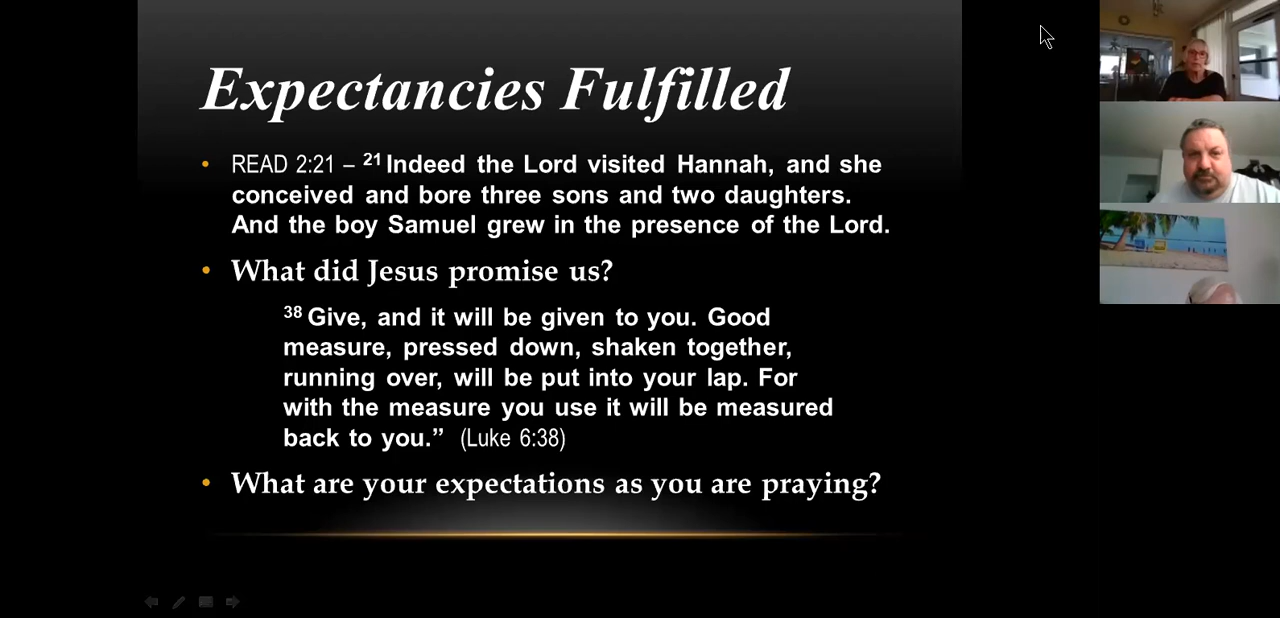 Expectancies Fulfilled
• READ 2:21 – 21 Indeed the Lord visited Hannah, and she
conceived and bore three sons and two daughters.
And the boy Samuel grew in the presence of the Lord.
• What did Jesus promise us?
38 Give, and it will be given to you. Good
measure, pressed down, shaken together,
running over, will be put into your lap. For
with the measure you use it will be measured
back to you.” (Luke 6:38)
• What are your expectations as you are praying?